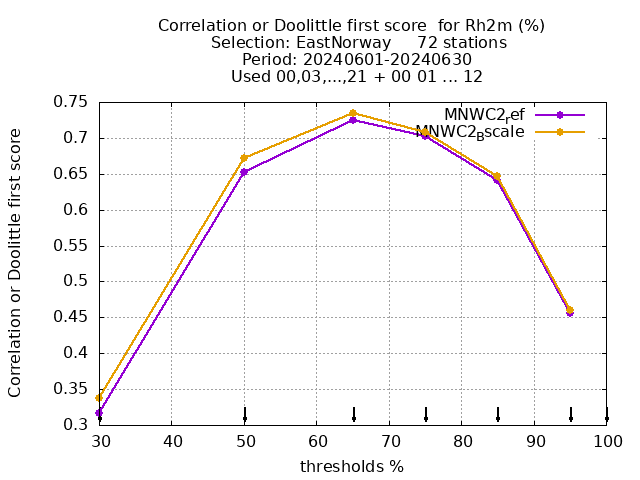 Correlation or Doolittle first score  for Rh2m (%)
Selection: EastNorway     72 stations
Period: 20240601-20240630
Used 00,03,...,21 + 00 01 ... 12
MNWC2ref
MNWC2Bscale
Correlation or Doolittle first score
0.75
0.7
0.65
0.6
0.55
0.5
0.45
0.4
0.35
0.3
30 40 50 60 70 80 90 100
thresholds %